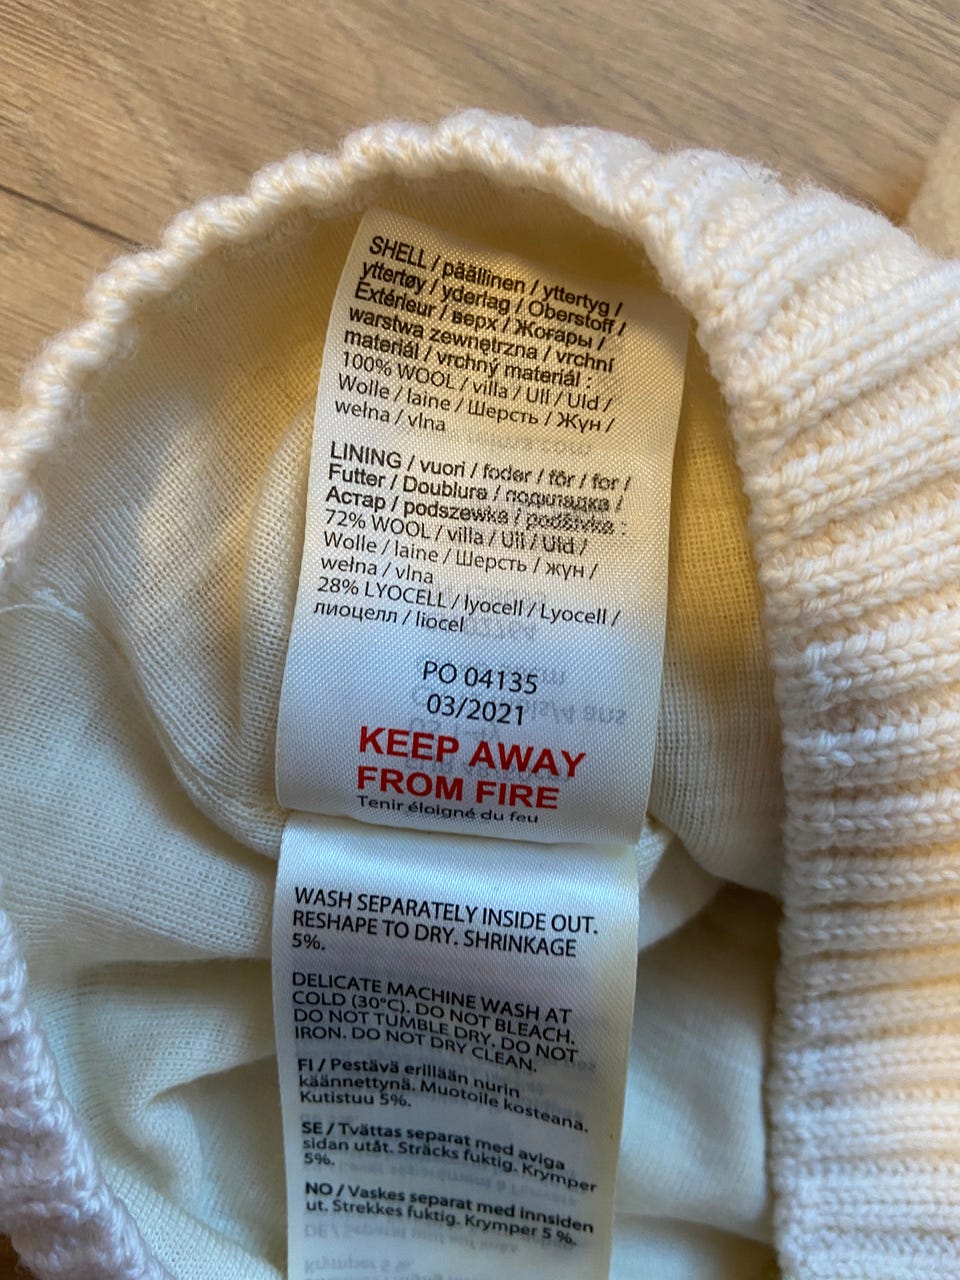 SHELL / päällinen / yttertyg /
yttertøy / yderlag / Oberstoff /
Extérieur / верх / Жоғары /
warstwa zewnętrzna / vrchní
materiál / vrchný materiál :
100% WOOL / villa / Ull / Uld /
Wolle / laine / Шерсть / Жүн /
wełna / vlna
LINING / vuori / foder / fôr / for /
Futter / Doublure / подкладка /
Астар / podszewka / podšívka :
72% WOOL / villa / Ull / Uld /
Wolle / laine / Шерсть / жүн /
wełna / vlna
28% LYOCELL / lyocell / Lyocell /
лиоцелл / liocel
PO 04135
03/2021
KEEP AWAY
FROM FIRE
Tenir éloigné du feu
WASH SEPARATELY INSIDE OUT.
RESHAPE TO DRY. SHRINKAGE
5%.
DELICATE MACHINE WASH AT
COLD (30°C). DO NOT BLEACH.
DO NOT TUMBLE DRY. DO NOT
IRON. DO NOT DRY CLEAN.
FI / Pestävä erillään nurin
käännettynä. Muotoile kosteana.
Kutistuu 5%.
SE / Tvättas separat med aviga
sidan utåt. Sträcks fuktig. Krymper
5%.
NO / Vaskes separat med innsiden
ut. Strekkes fuktig. Krymper 5 %.